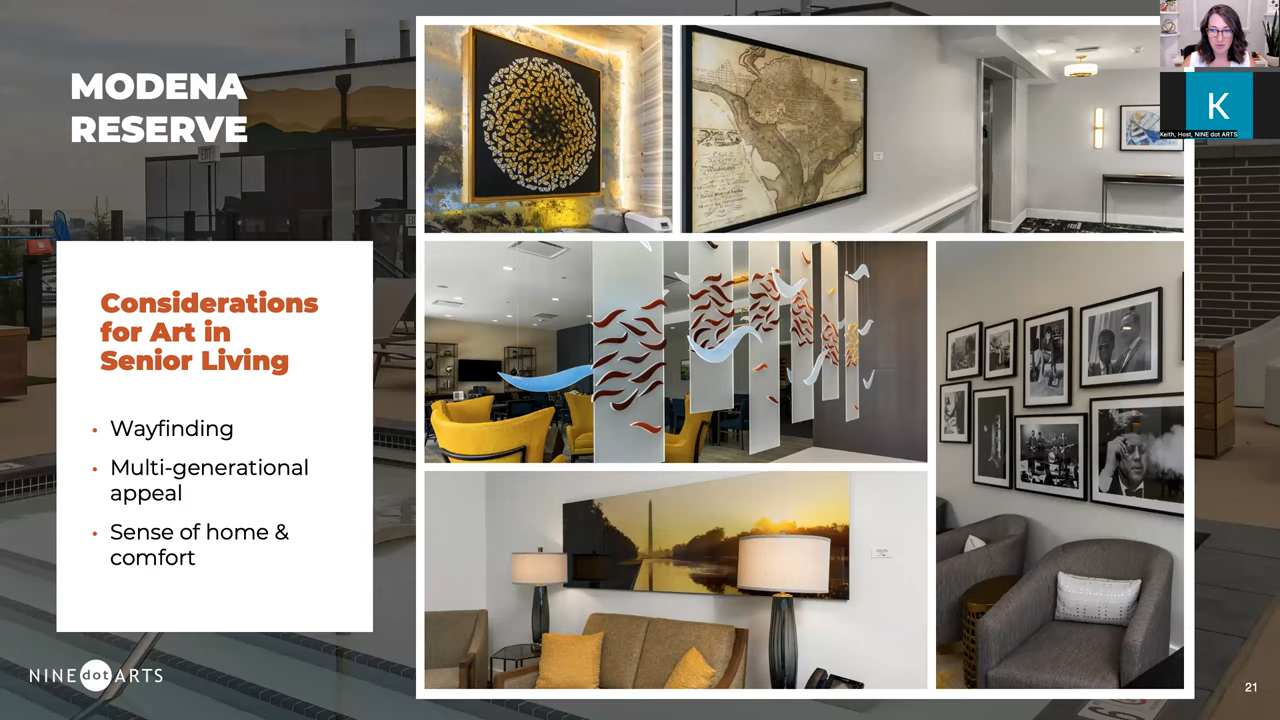 MODENA
RESERVE
Considerations
for Art in
Senior Living
• Wayfinding
• Multi-generational
appeal
• Sense of home &
comfort
NINE dot ARTS
K
Keith, Host, NINE dot ARTS
EXIT
21